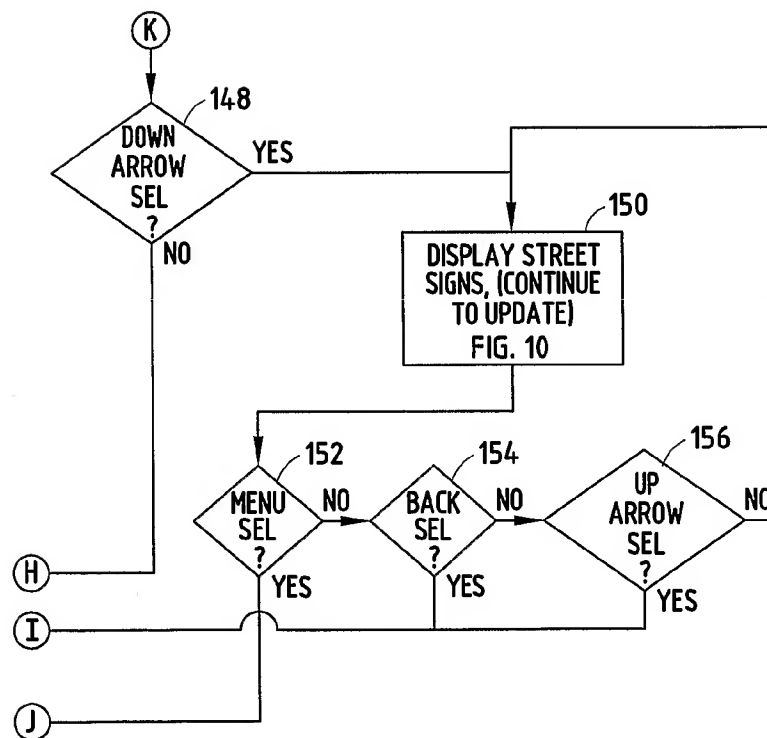 K
148
DOWN
ARROW
SEL
?
YES
NO
150
DISPLAY STREET
SIGNS, (CONTINUE
TO UPDATE)
FIG. 10
152
MENU
SEL
?
NO
YES
154
BACK
SEL
?
NO
YES
156
UP
ARROW
SEL
?
NO
YES
H
I
J